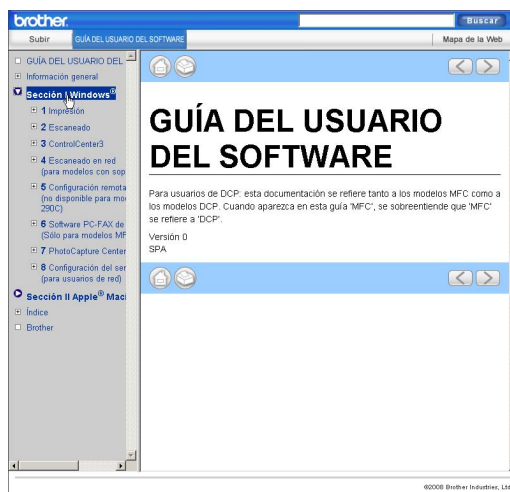 brother.
Buscar
Subir
GUÍA DEL USUARIO DEL SOFTWARE
Mapa de la Web
GUÍA DEL USUARIO DEL
Información general
Sección I Windows®
1 Impresión
2 Escaneado
3 ControlCenter3
4 Escaneado en red
(para modelos con sop
5 Configuración remota
(no disponible para mo
290C)
6 Software PC-FAX de
(Sólo para modelos MF
7 PhotoCapture Center
8 Configuración del ser
(para usuarios de red)
Sección II Apple® Maci
Índice
Brother
GUÍA DEL USUARIO
DEL SOFTWARE
Para usuarios de DCP: esta documentación se refiere tanto a los modelos MFC como a
los modelos DCP. Cuando aparezca en esta guía 'MFC', se sobreentiende que 'MFC'
se refiere a 'DCP'.
Versión 0
SPA
©2008 Brother Industries, Ltd